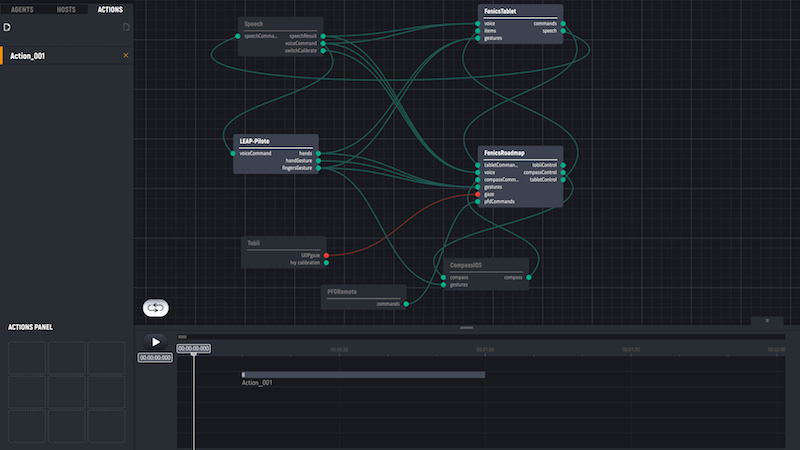 AGENTS HOSTS ACTIONS
Action_001
Speech
speechComma... speechResult
voiceCommand
switchCalibrate
FenicsTablet
voice commands
items speech
gestures
LEAP-Pilote
voiceCommand hands
handGesture
fingersGesture
FenicsRoadmap
tabletComman... tobiiControl
voice compassControl
compassComm... tabletControl
gestures
gaze
pfdCommands
Tobii
UDPgaze
Ivy calibration
CompassIOS
compass compass
gestures
PFDRemote
commands
ACTIONS PANEL
00:00:00:000
00:00:00:000
00:00:30
00:01:00
00:01:30
00:02:00
Action_001